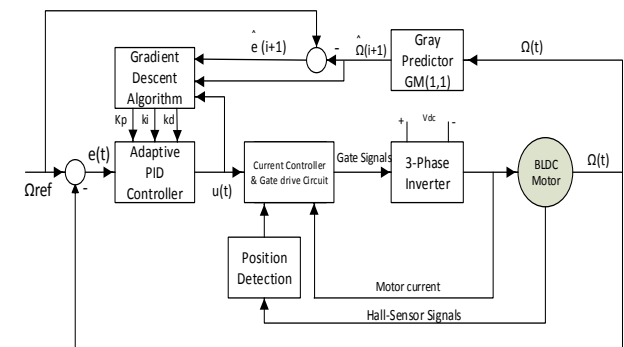 ^
e (i+1)
-
^
Ω(i+1)
Gray
Predictor
GM(1,1)
Ω(t)
Gradient
Descent
Algorithm
Kp ki kd
e(t)
Adaptive
PID
Controller
Ωref
-
u(t)
Current Controller
& Gate drive Circuit
Gate Signals
+ Vdc -
3-Phase
Inverter
BLDC
Motor
Ω(t)
Position
Detection
Motor current
Hall-Sensor Signals